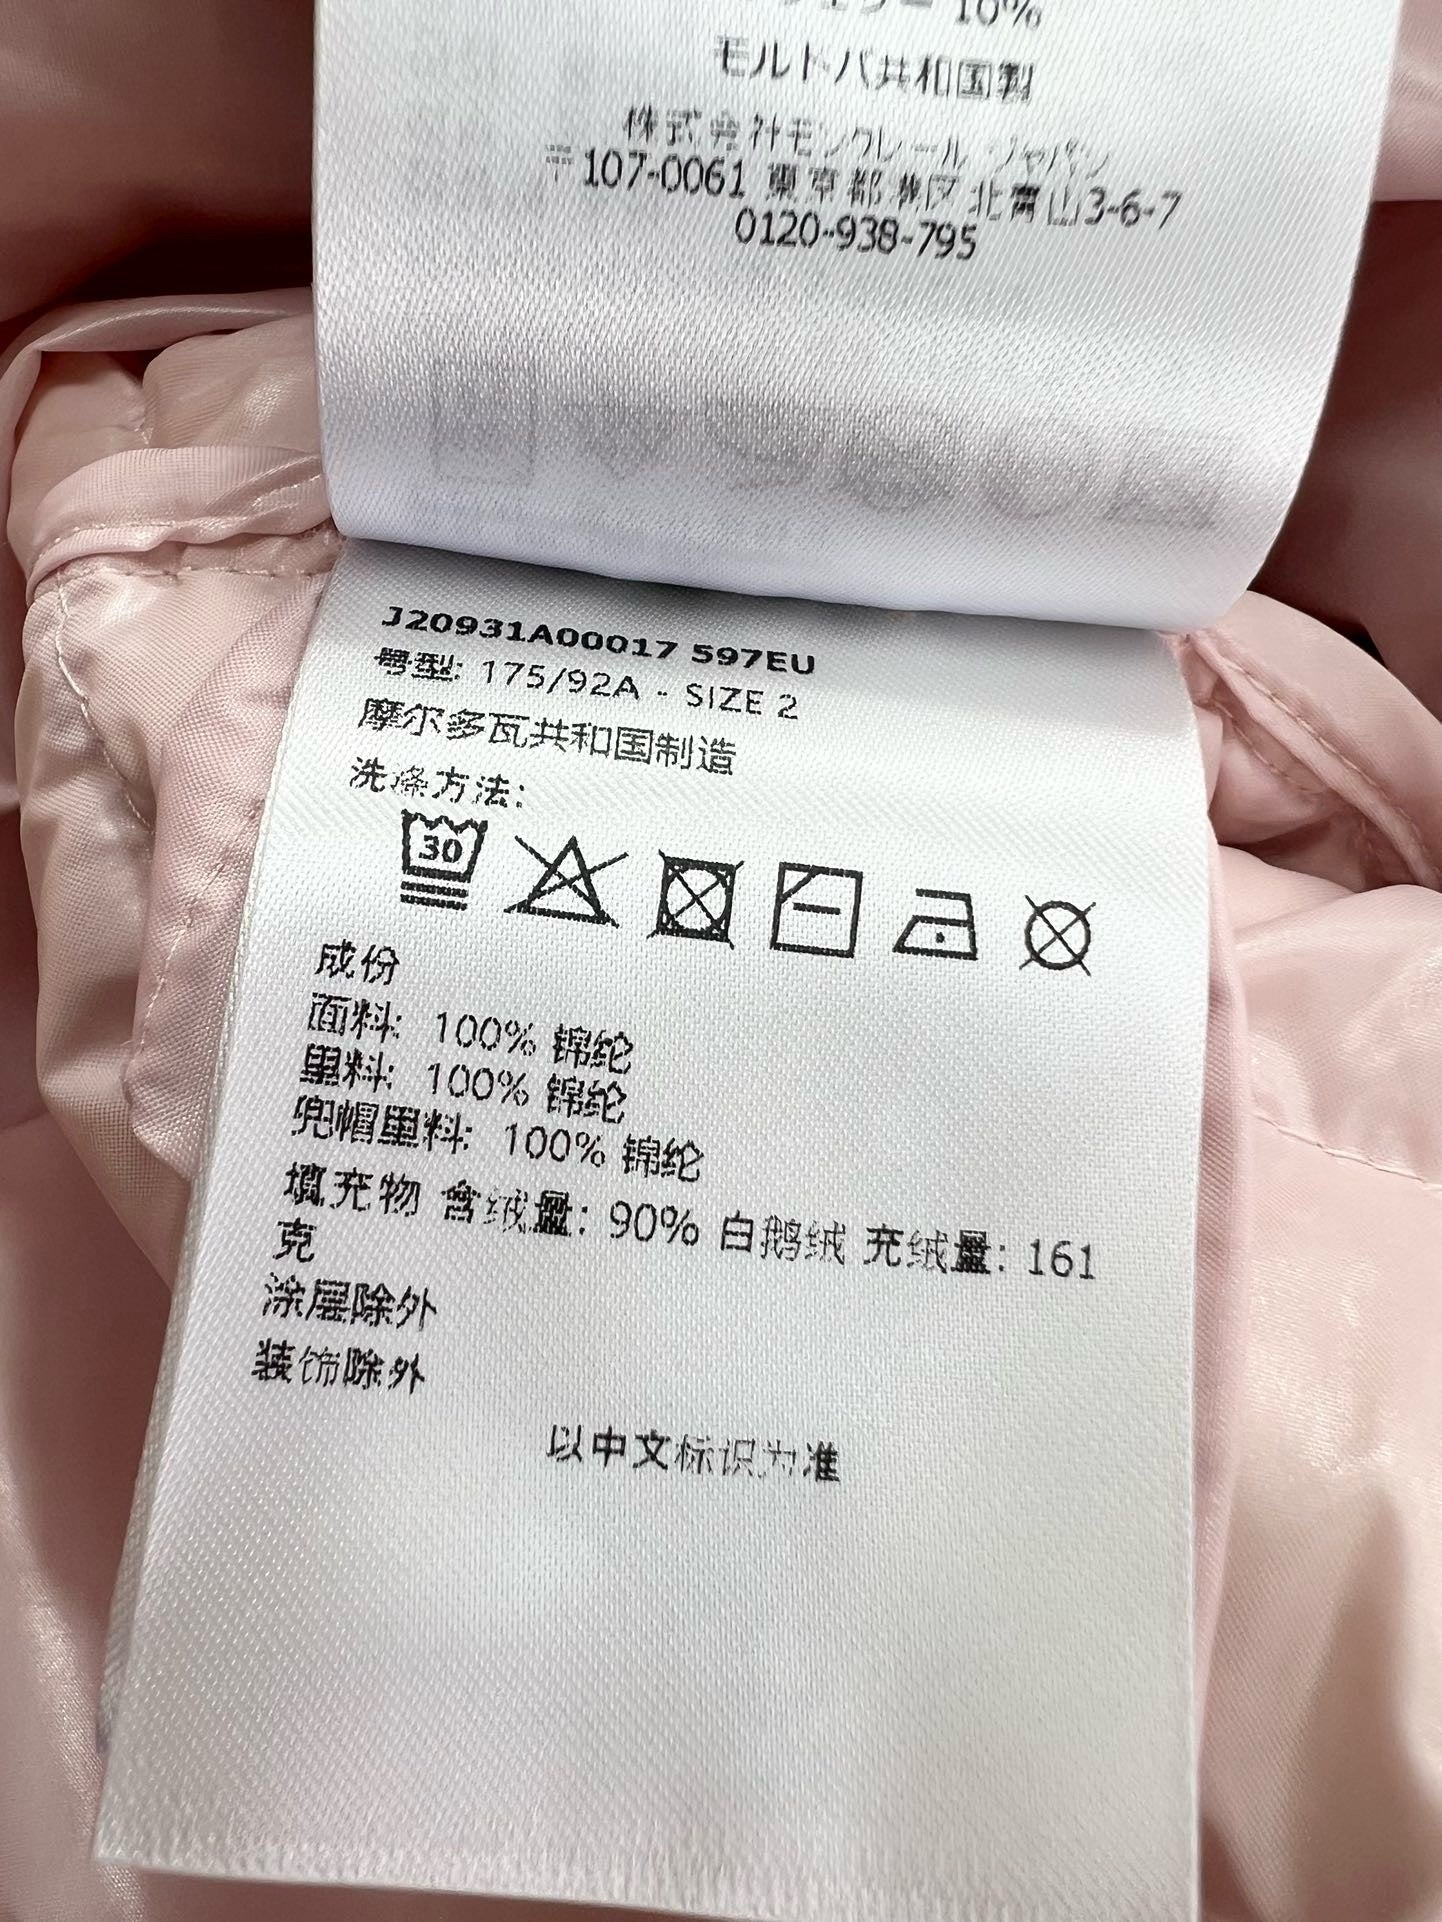 ー 10%
モルドバ共和国製
株式会社モンクレール ジャパン
〒107-0061 東京都港区北青山3-6-7
0120-938-795
J20931A00017 597EU
号型: 175/92A - SIZE 2
摩尔多瓦共和国制造
洗涤方法:
30
成份
面料: 100% 锦纶
里料: 100% 锦纶
兜帽里料: 100% 锦纶
填充物 含绒量: 90% 白鹅绒 充绒量: 161
克
涂层除外
装饰除外
以中文标识为准